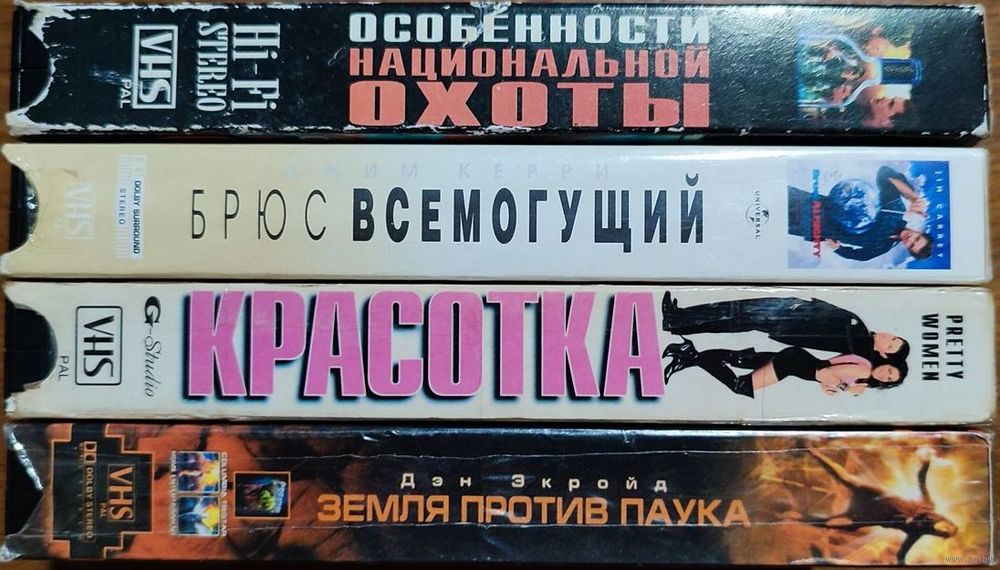 VHS
PAL
Hi-Fi
STEREO
ОСОБЕННОСТИ
НАЦИОНАЛЬНОЙ
ОХОТЫ
VHS
DOLBY SURROUND
STEREO
ДЖИМ КЕРРИ
БРЮС ВСЕМОГУЩИЙ
UNIVERSAL
JIM CARREY
VHS
PAL
G-Studio
КРАСОТКА
PRETTY
WOMEN
DOLBY STEREO
VHS
PAL
Дэн Экройд
ЗЕМЛЯ ПРОТИВ ПАУКА